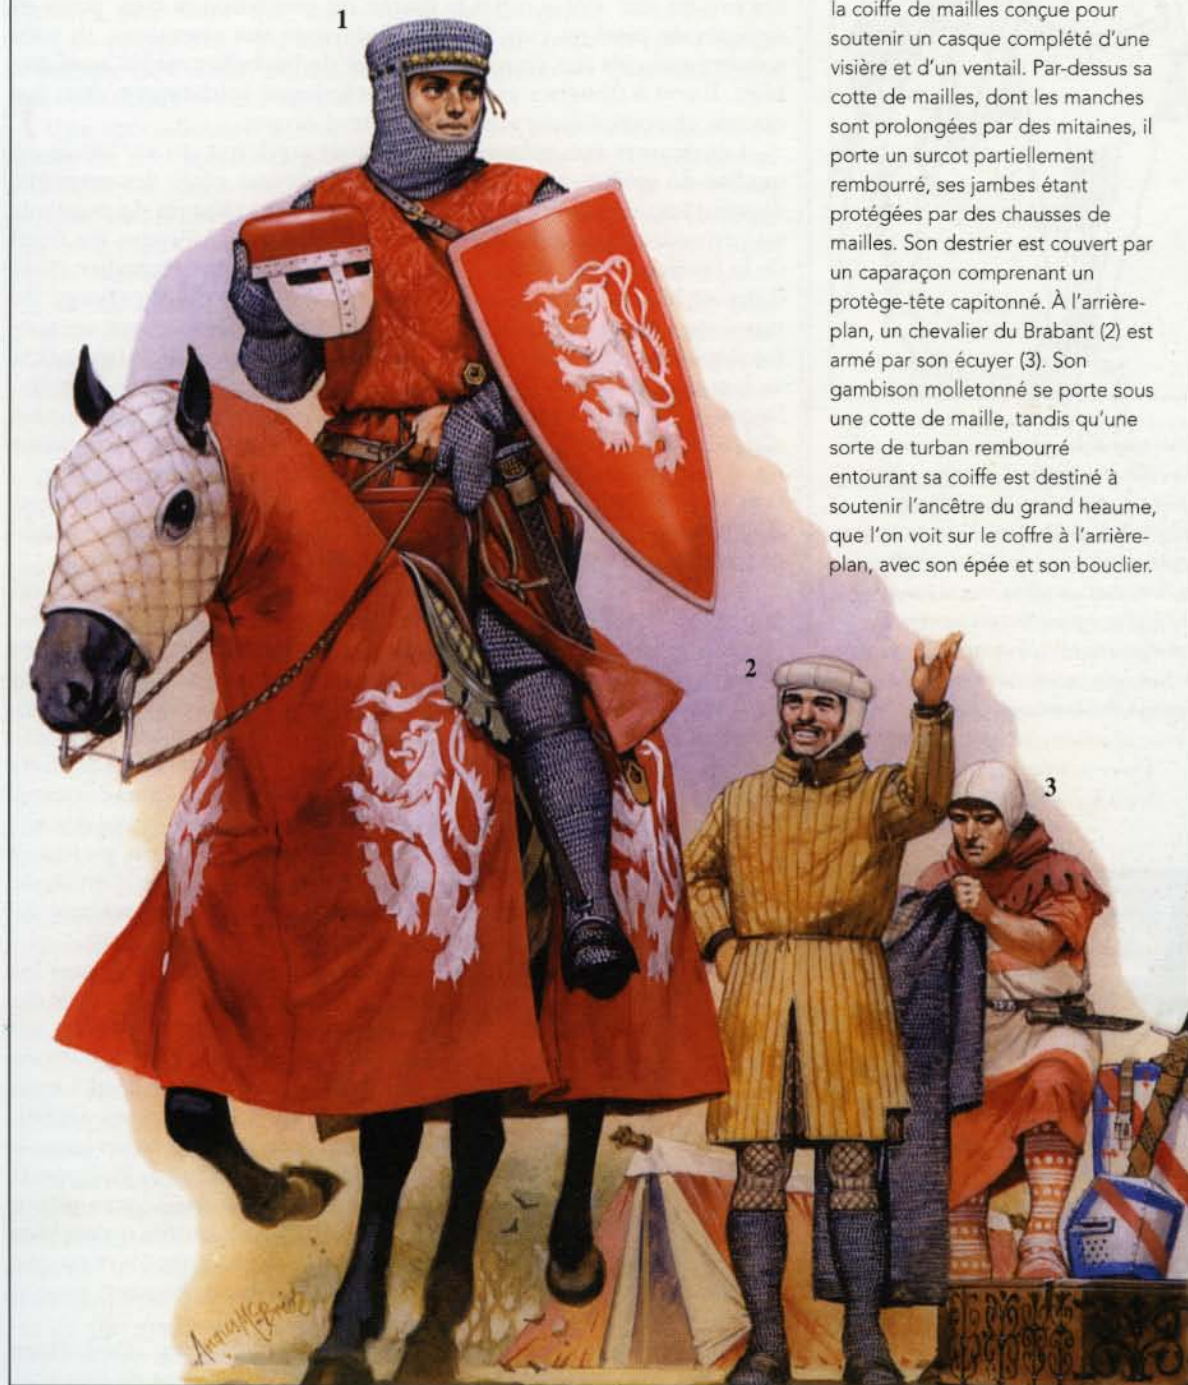 1
la coiffe de mailles conçue pour
soutenir un casque complété d'une
visière et d'un ventail. Par-dessus sa
cotte de mailles, dont les manches
sont prolongées par des mitaines, il
porte un surcot partiellement
rembourré, ses jambes étant
protégées par des chausses de
mailles. Son destrier est couvert par
un caparaçon comprenant un
protège-tête capitonné. À l'arrière-
plan, un chevalier du Brabant (2) est
armé par son écuyer (3). Son
gambison molletonné se porte sous
une cotte de maille, tandis qu'une
sorte de turban rembourré
entourant sa coiffe est destiné à
soutenir l'ancêtre du grand heaume,
que l'on voit sur le coffre à l'arrière-
plan, avec son épée et son bouclier.
2
3
Angus McBride